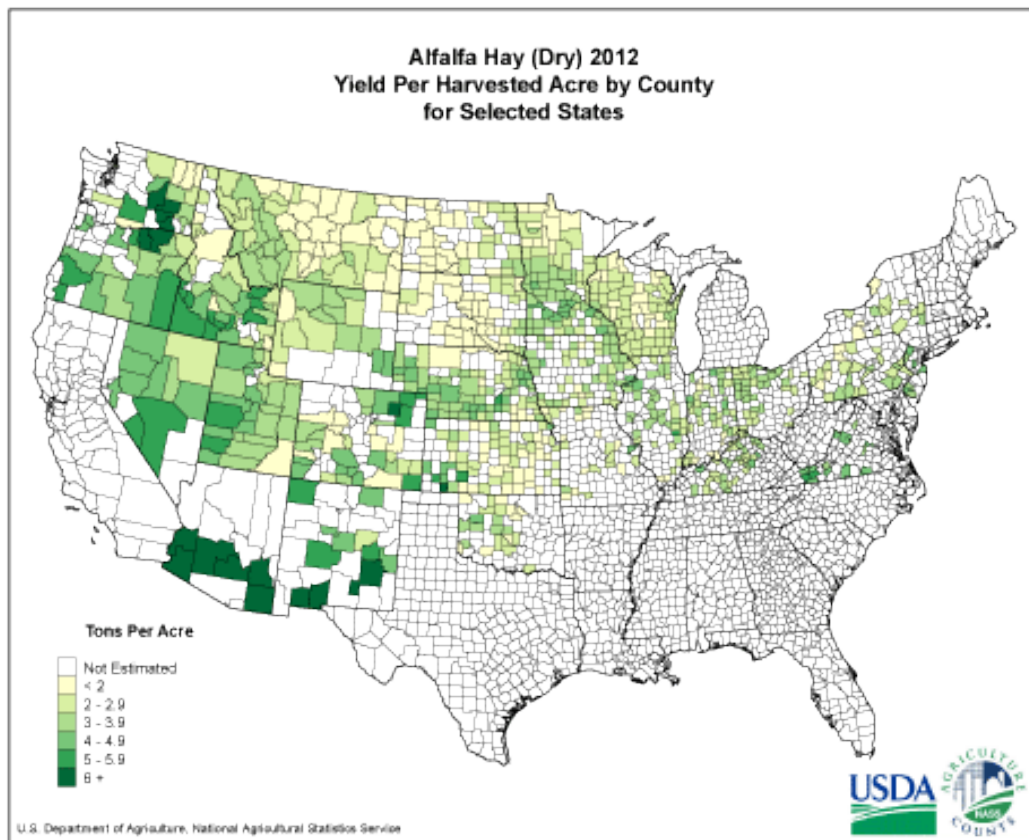 Alfalfa Hay (Dry) 2012
Yield Per Harvested Acre by County
for Selected States
Tons Per Acre
Not Estimated
< 2
2 - 2.9
3 - 3.9
4 - 4.9
5 - 5.9
6 +
USDA
AGRICULTURE
NASS
COUNTS
U.S. Department of Agriculture, National Agricultural Statistics Service